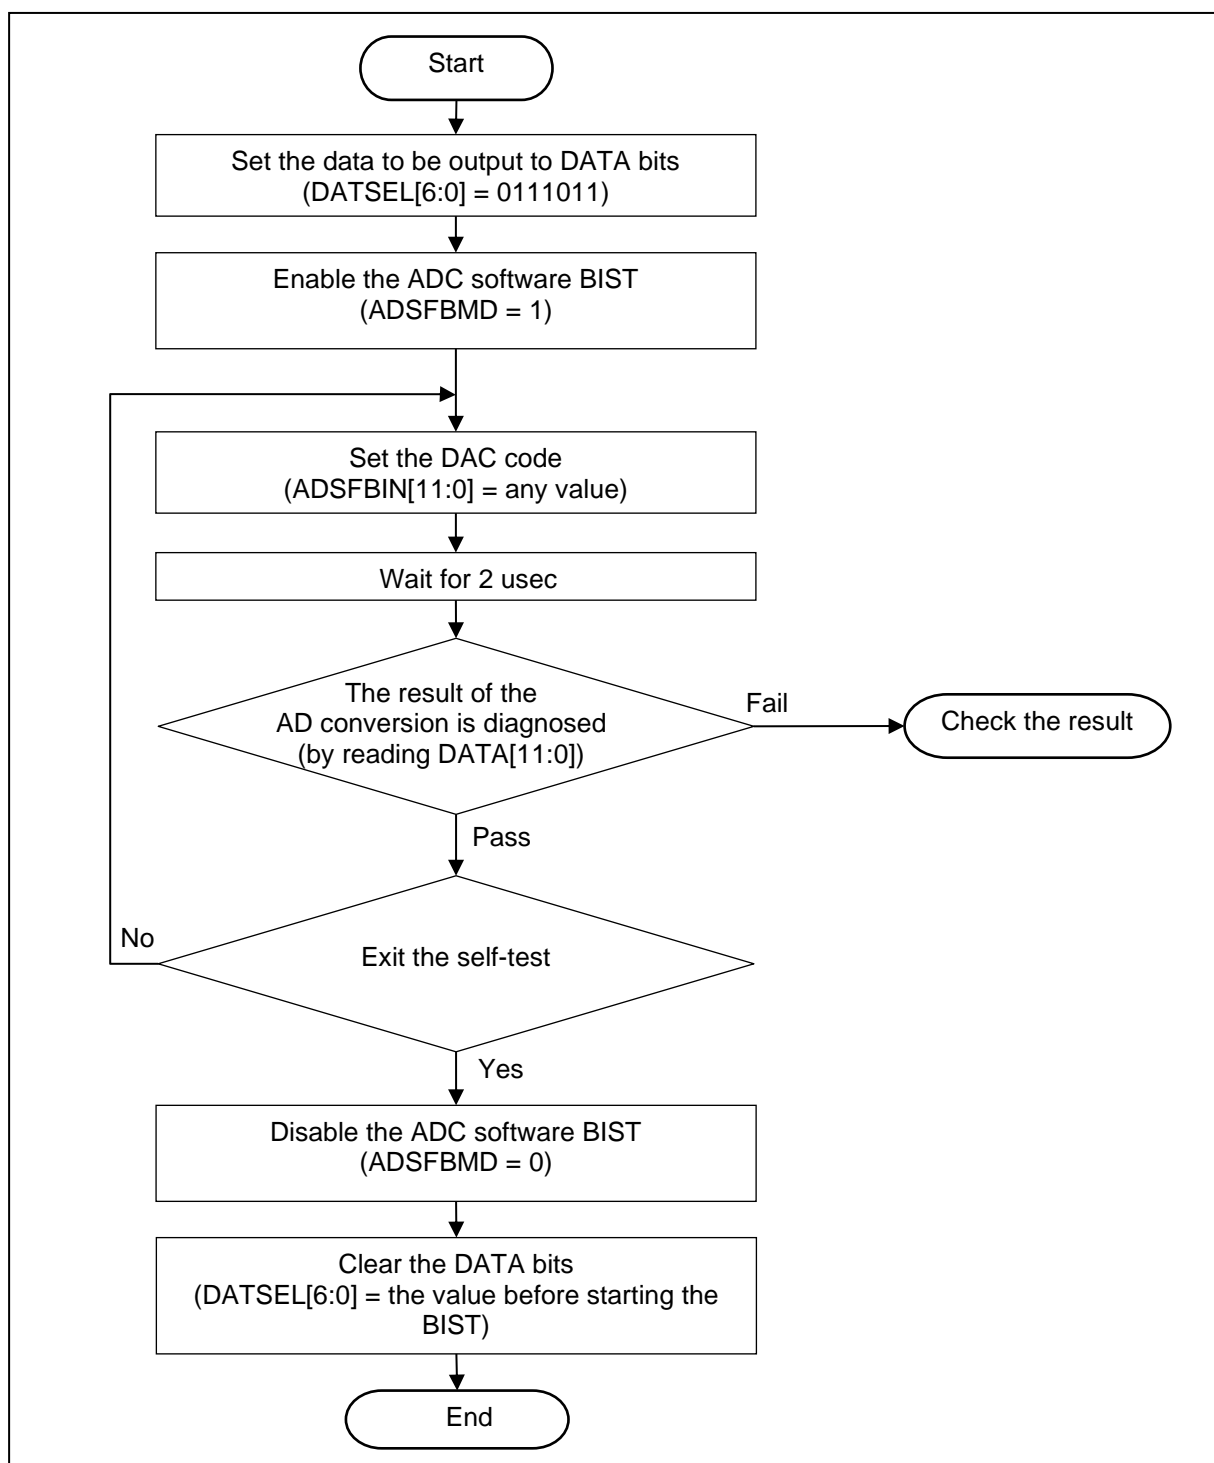 Start
Set the data to be output to DATA bits
(DATSEL[6:0] = 0111011)
Enable the ADC software BIST
(ADSFBMD = 1)
Set the DAC code
(ADSFBIN[11:0] = any value)
Wait for 2 usec
The result of the
AD conversion is diagnosed
(by reading DATA[11:0])
Fail
Check the result
Pass
No
Exit the self-test
Yes
Disable the ADC software BIST
(ADSFBMD = 0)
Clear the DATA bits
(DATSEL[6:0] = the value before starting the
BIST)
End